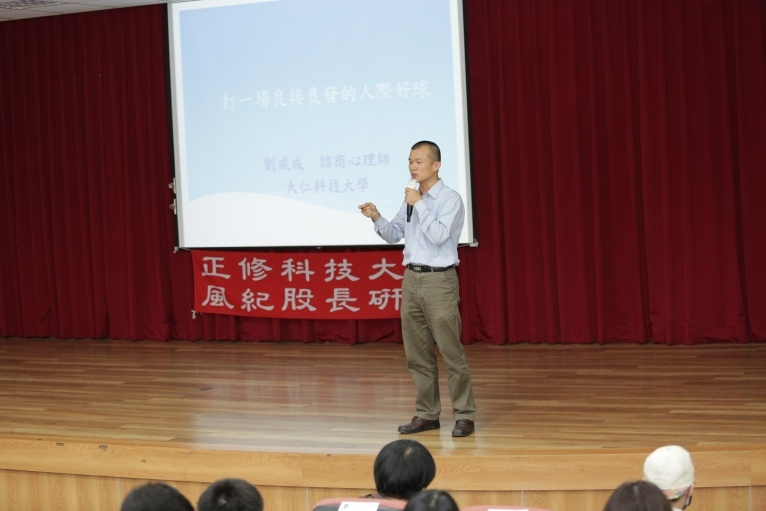 打一場良接良發的人際好球
劉威成 諮商心理師
大仁科技大學
正修科技大
風紀股長研